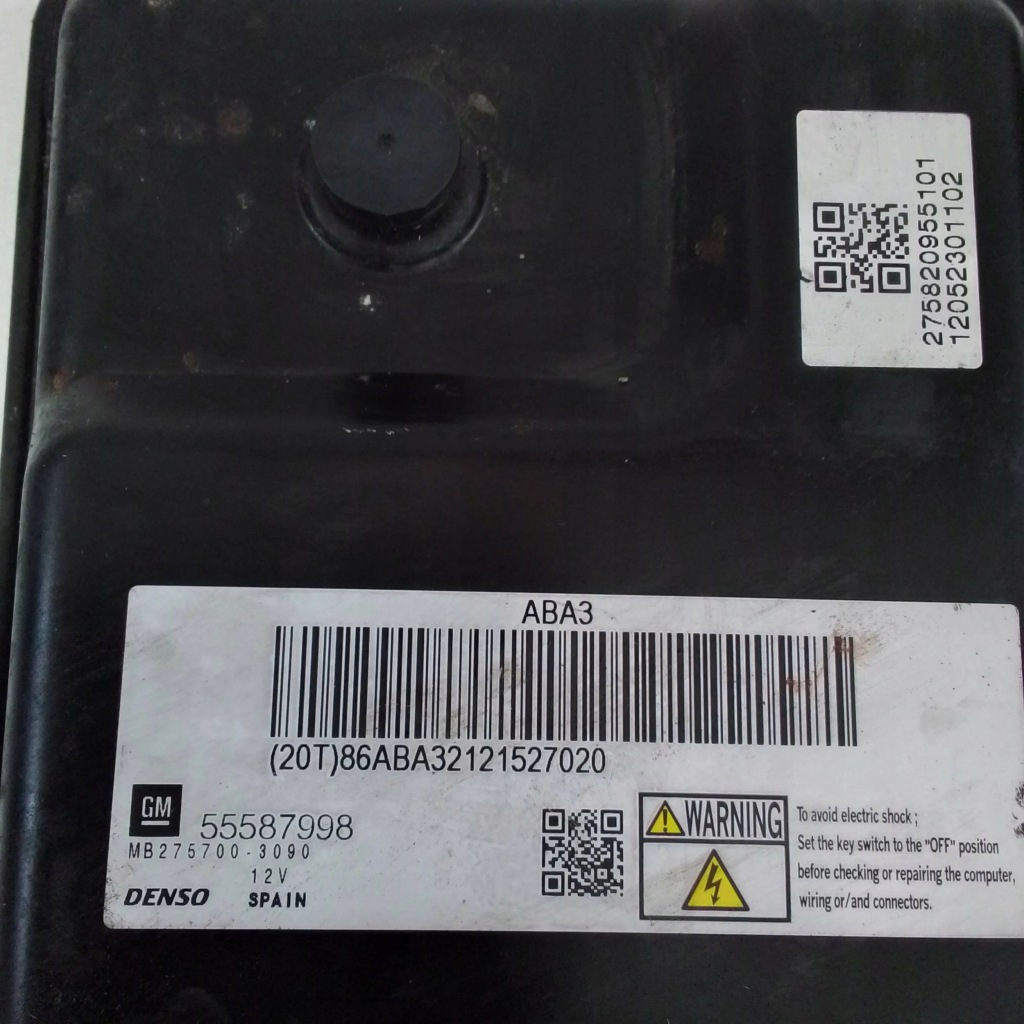 275820955101
120523011102
ABA3
(20T)86ABA32121527020
GM
55587998
MB275700-3090
12V
DENSO SPAIN
WARNING
To avoid electric shock ;
Set the key switch to the "OFF" position
before checking or repairing the computer,
wiring or/and connectors.